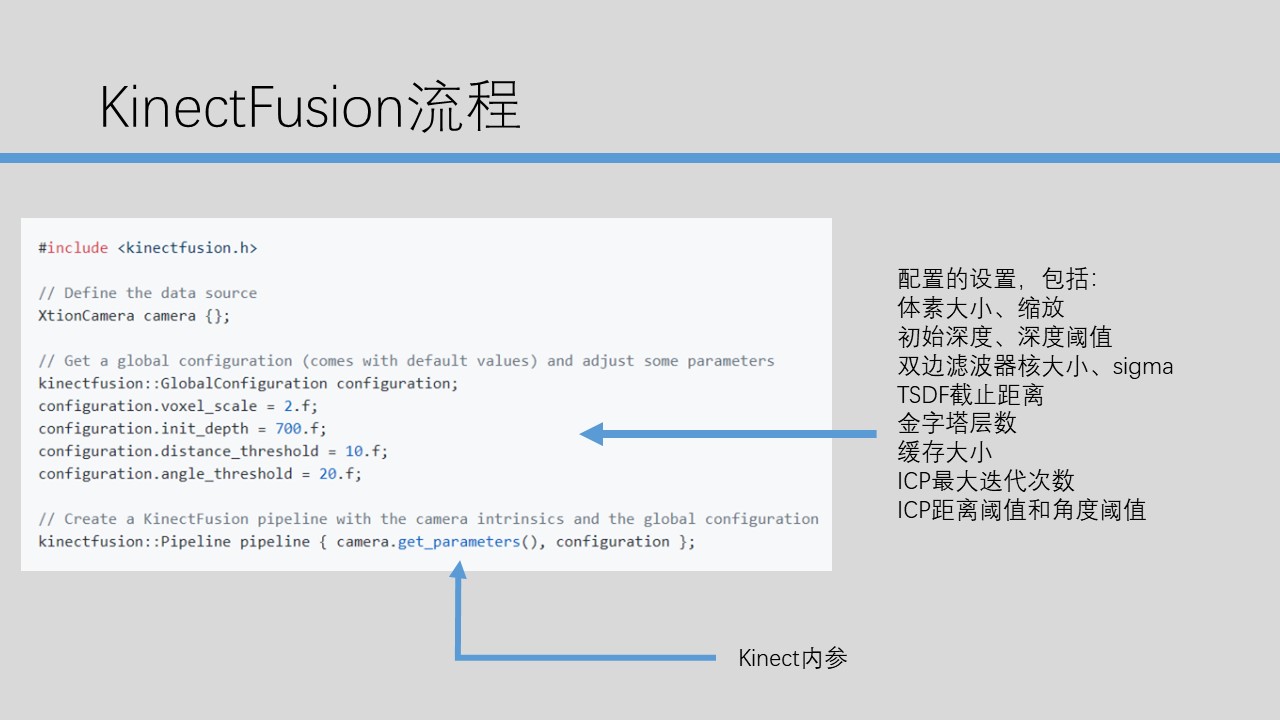 KinectFusion流程
#include <kinectfusion.h>
// Define the data source
XtionCamera camera {};
// Get a global configuration (comes with default values) and adjust some parameters
kinectfusion::GlobalConfiguration configuration;
configuration.voxel_scale = 2.f;
configuration.init_depth = 700.f;
configuration.distance_threshold = 10.f;
configuration.angle_threshold = 20.f;
// Create a KinectFusion pipeline with the camera intrinsics and the global configuration
kinectfusion::Pipeline pipeline { camera.get_parameters(), configuration };
配置的设置，包括：
体素大小、缩放
初始深度、深度阈值
双边滤波器核大小、sigma
TSDF截止距离
金字塔层数
缓存大小
ICP最大迭代次数
ICP距离阈值和角度阈值
Kinect内参